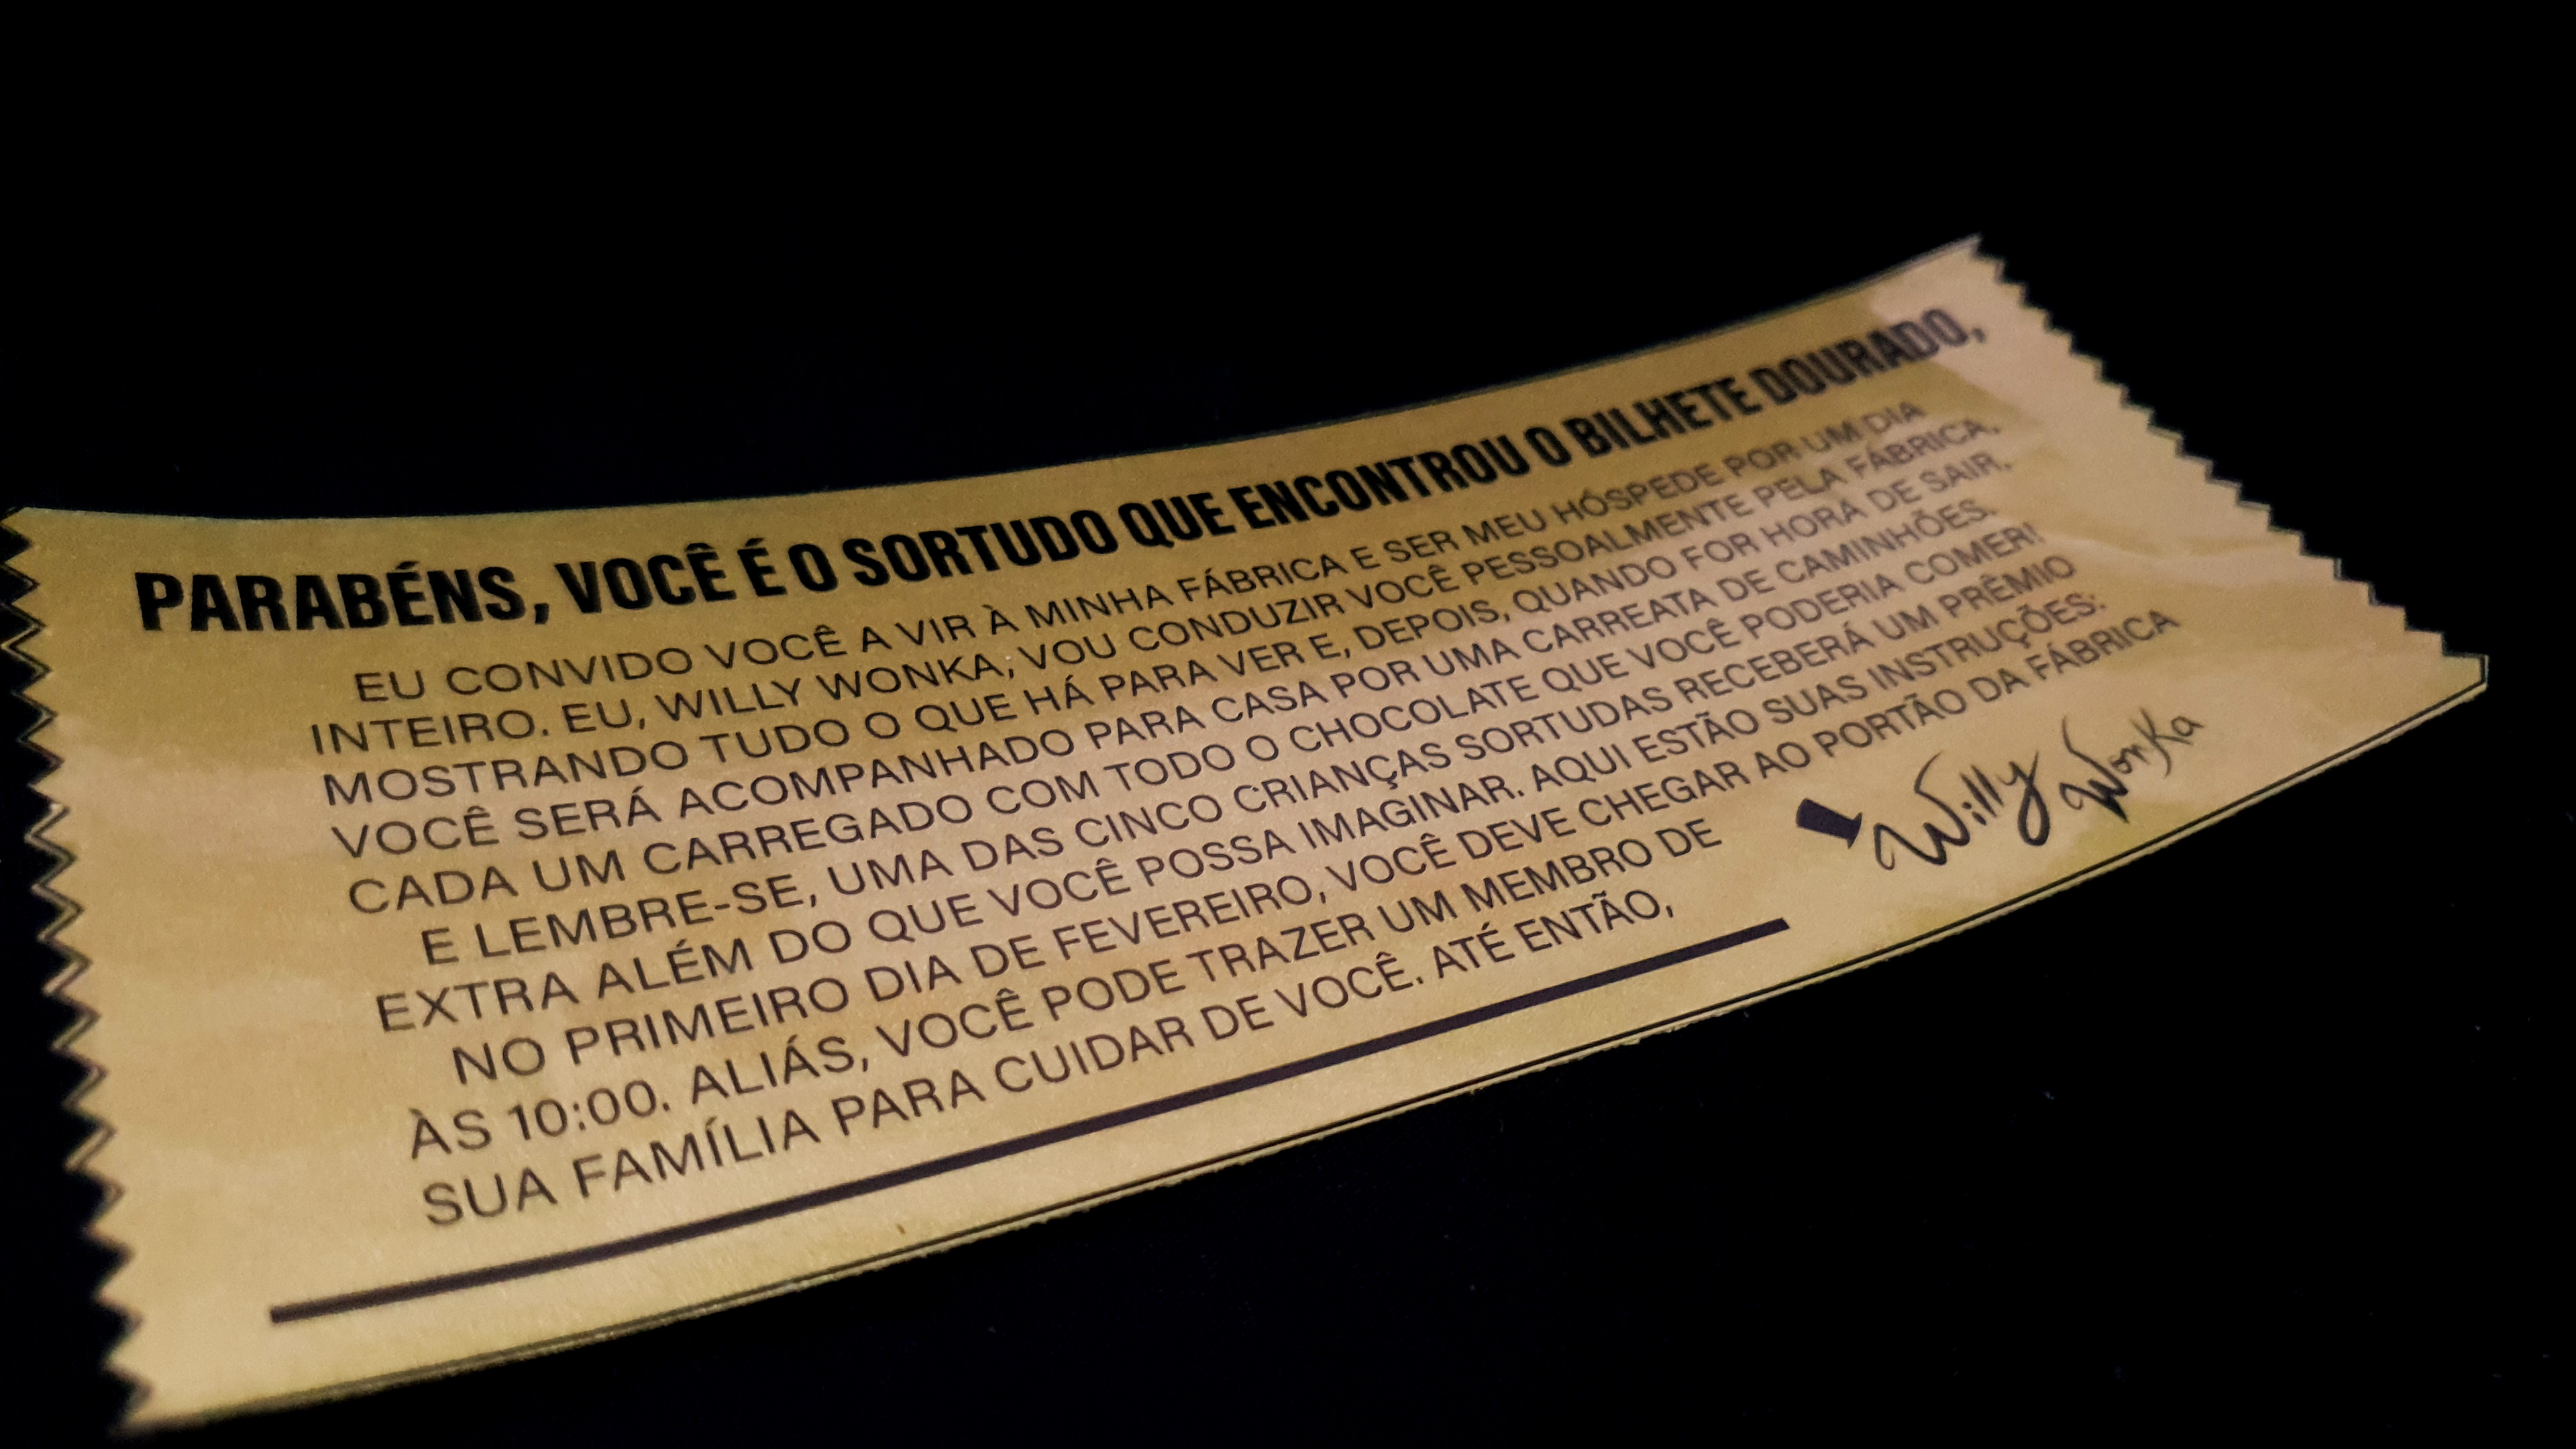 PARABÉNS, VOCÊ É O SORTUDO QUE ENCONTROU O BILHETE DOURADO,
EU CONVIDO VOCÊ A VIR À MINHA FÁBRICA E SER MEU HÓSPEDE POR UM DIA
INTEIRO. EU, WILLY WONKA, VOU CONDUZIR VOCÊ PESSOALMENTE PELA FÁBRICA,
MOSTRANDO TUDO O QUE HÁ PARA VER E, DEPOIS, QUANDO FOR HORA DE SAIR,
VOCÊ SERÁ ACOMPANHADO PARA CASA POR UMA CARREATA DE CAMINHÕES,
CADA UM CARREGADO COM TODO O CHOCOLATE QUE VOCÊ PODERIA COMER!
E LEMBRE-SE, UMA DAS CINCO CRIANÇAS SORTUDAS RECEBERÁ UM PRÊMIO
EXTRA ALÉM DO QUE VOCÊ POSSA IMAGINAR. AQUI ESTÃO SUAS INSTRUÇÕES:
NO PRIMEIRO DIA DE FEVEREIRO, VOCÊ DEVE CHEGAR AO PORTÃO DA FÁBRICA
ÀS 10:00. ALIÁS, VOCÊ PODE TRAZER UM MEMBRO DE
SUA FAMÍLIA PARA CUIDAR DE VOCÊ. ATÉ ENTÃO,
Willy Wonka